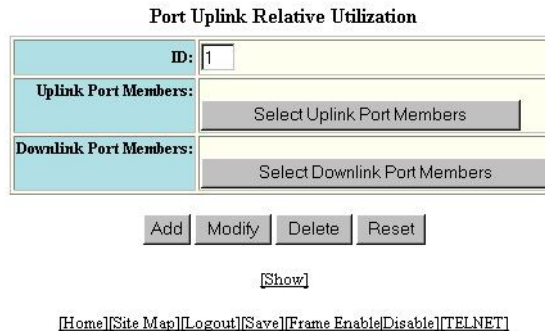 Port Uplink Relative Utilization
ID: 1
Uplink Port Members:
Select Uplink Port Members
Downlink Port Members:
Select Downlink Port Members
Add Modify Delete Reset
[Show]
[Home][Site Map][Logout][Save][Frame Enable|Disable][TELNET]